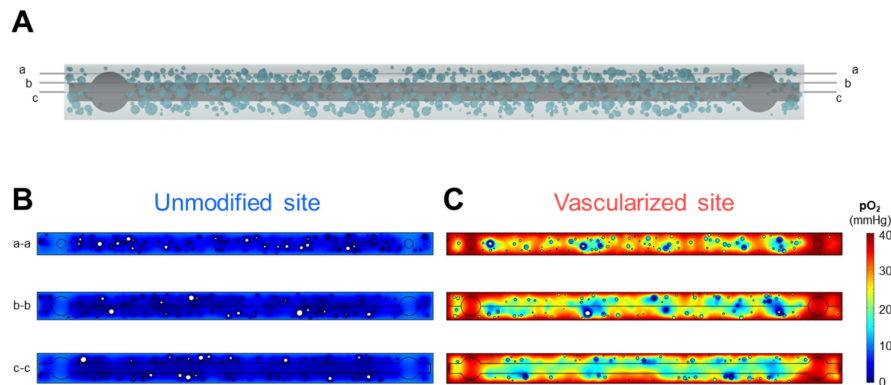 A
a
a
b
b
c
c
B
Unmodified site
C
Vascularized site
pO₂
(mmHg)
a-a
b-b
c-c
40
30
20
10
0